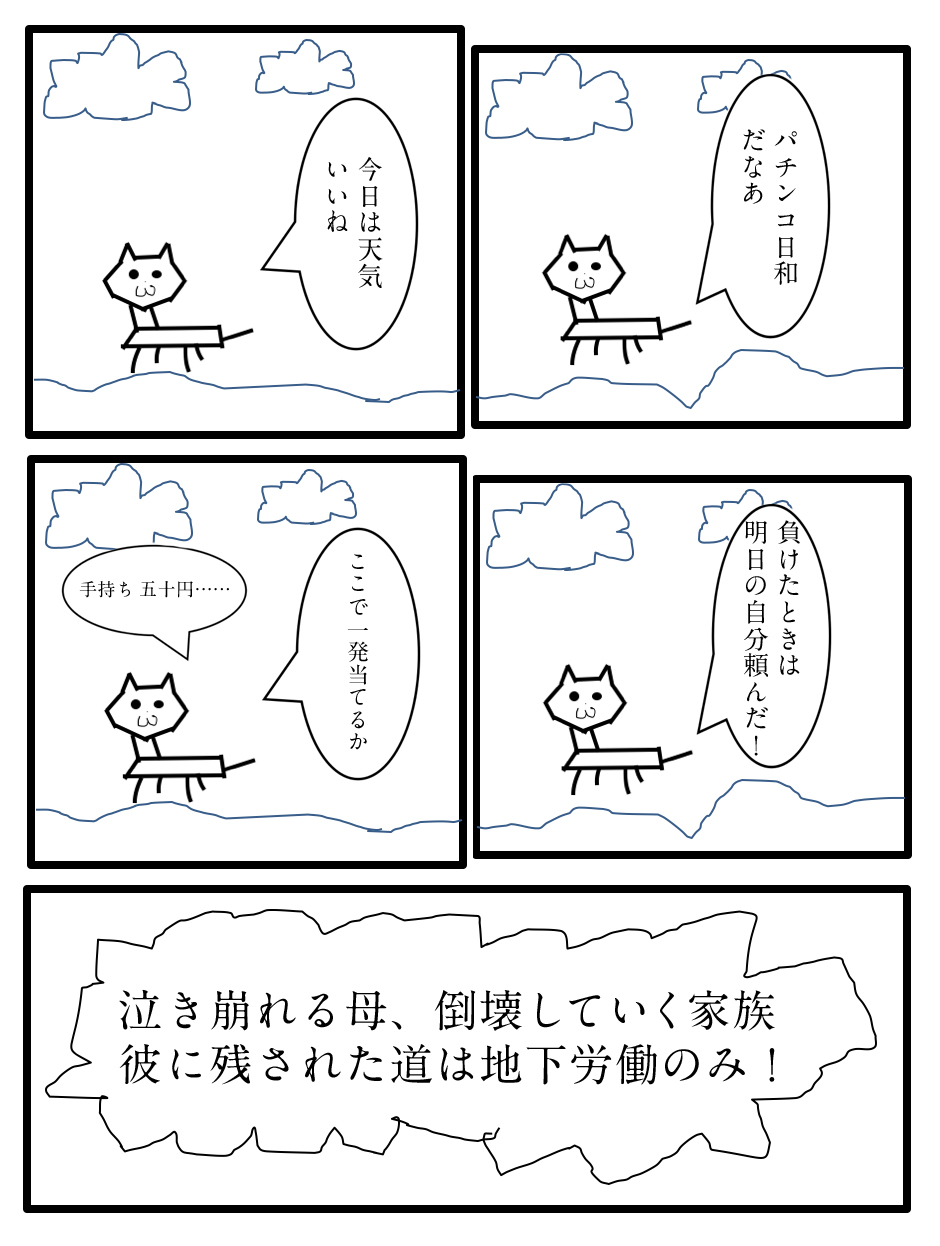 今日は天気
いいね
パチンコ日和
だなあ
手持ち 五十円……
ここで一発当てるか
負けたときは
明日の自分頼んだ！
泣き崩れる母、倒壊していく家族
彼に残された道は地下労働のみ！